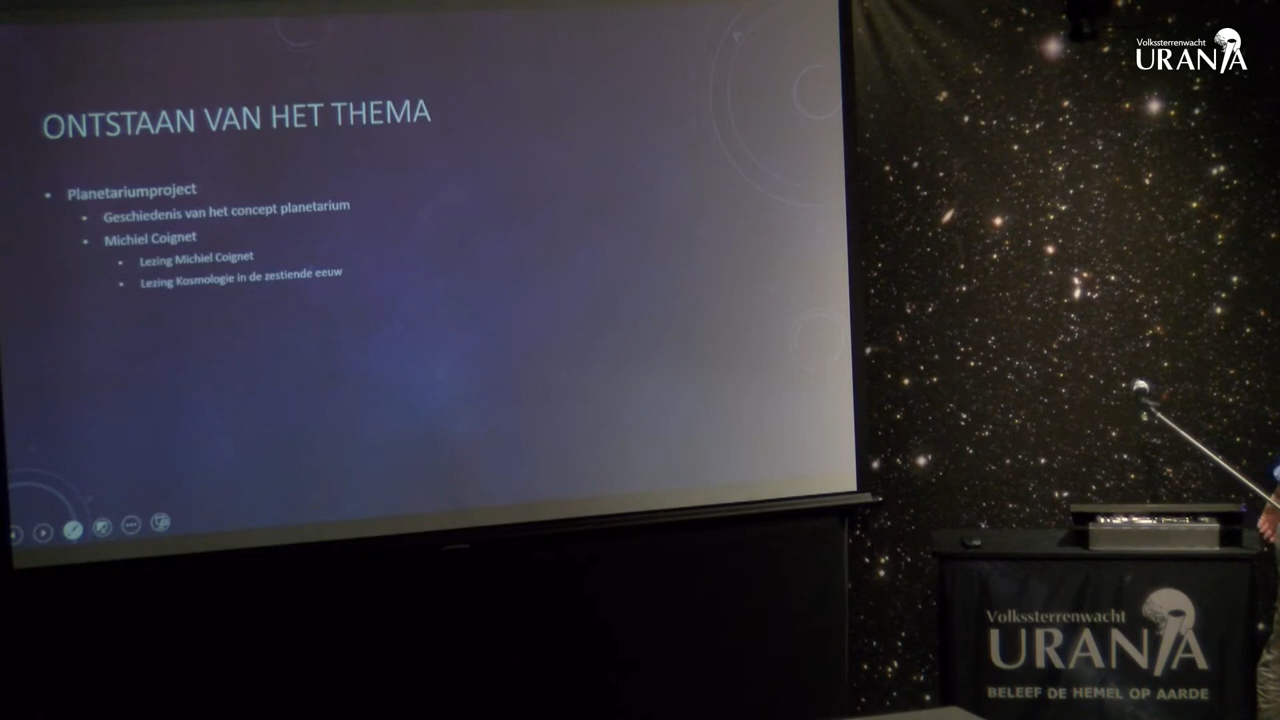 ONTSTAAN VAN HET THEMA
• Planetariumproject
• Geschiedenis van het concept planetarium
• Michiel Coignet
• Lezing Michiel Coignet
• Lezing Kosmologie in de zestiende eeuw
Volkssterrenwacht
URANIA
Volkssterrenwacht
URANIA
BELEEF DE HEMEL OP AARDE